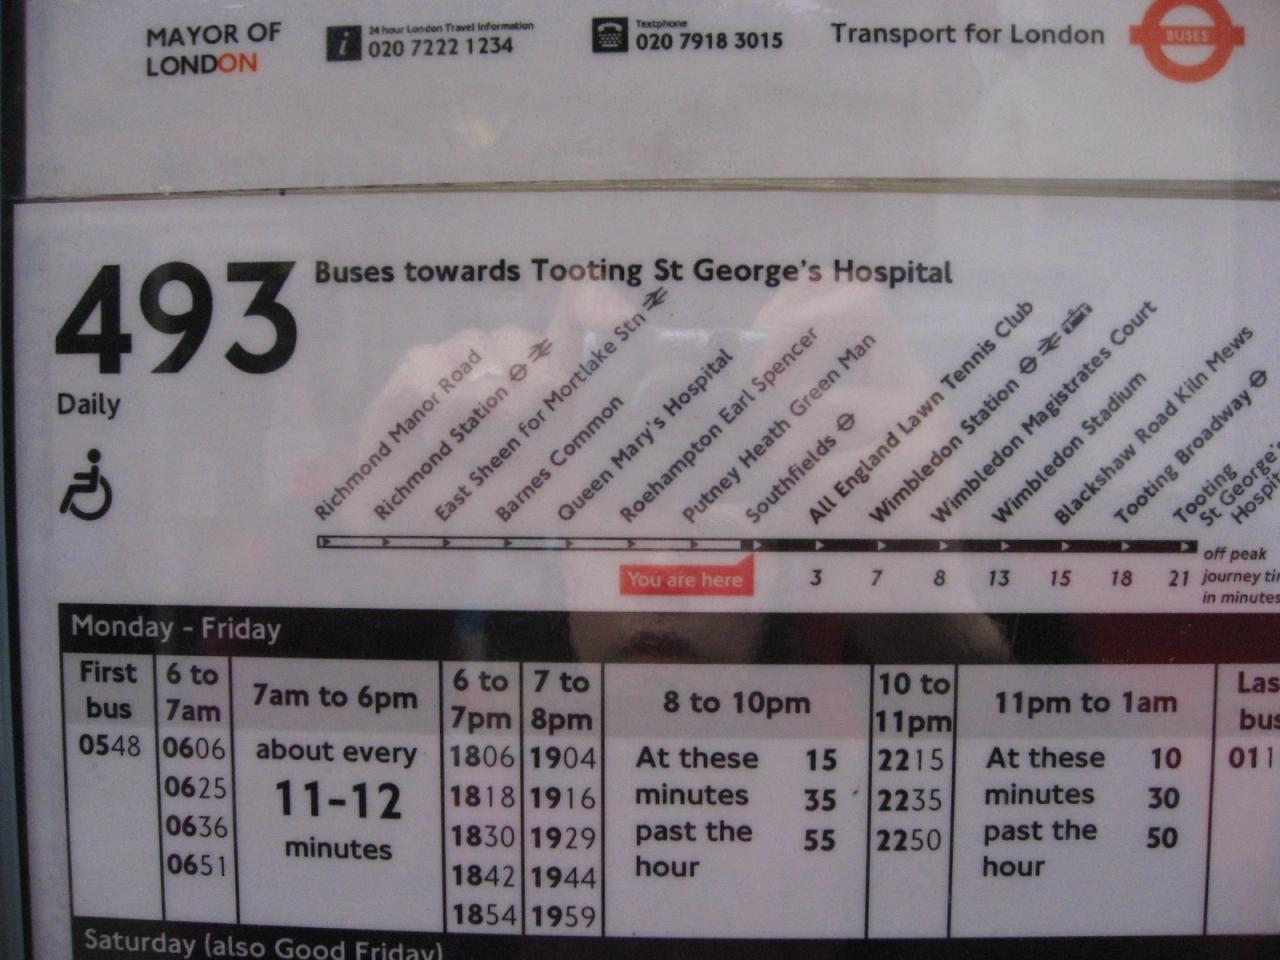 MAYOR OF
LONDON
24 hour London Travel Information
020 7222 1234
Textphone
020 7918 3015
Transport for London
BUSES
493
Buses towards Tooting St George's Hospital
Daily
Richmond Manor Road
Richmond Station
East Sheen for Mortlake Stn
Barnes Common
Queen Mary's Hospital
Roehampton Earl Spencer
Putney Heath Green Man
Southfields
All England Lawn Tennis Club
Wimbledon Station
Wimbledon Magistrates Court
Wimbledon Stadium
Blackshaw Road Kiln Mews
Tooting Broadway
Tooting
St George's
Hospi
You are here
3 7 8 13 15 18 21
off peak
journey
in minutes
Monday - Friday
First
bus
0548
6 to
7am
0606
0625
0636
0651
7am to 6pm
about every
11-12
minutes
6 to
7pm
1806
1818
1830
1842
1854
7 to
8pm
1904
1916
1929
1944
1959
8 to 10pm
At these 15
minutes 35
past the 55
hour
10 to
11pm
2215
2235
2250
11pm to 1am
At these 10
minutes 30
past the 50
hour
Las
bus
011
Saturday (also Good Friday)